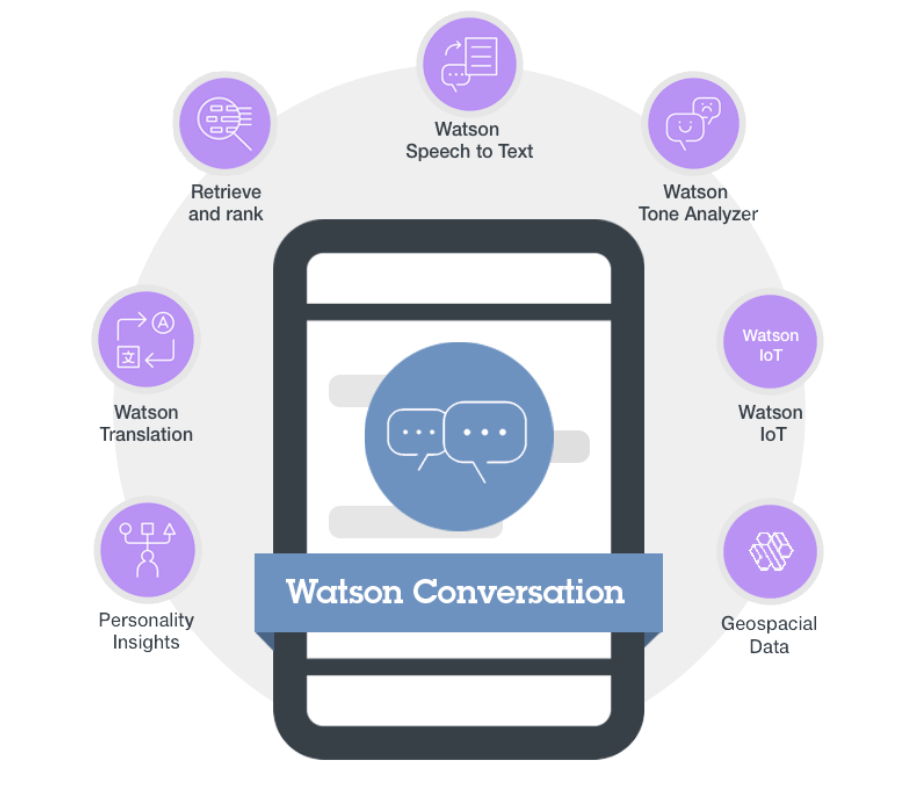 Watson
Speech to Text
Retrieve
and rank
Watson
Tone Analyzer
A
文
Watson
Translation
Watson
IoT
Watson
IoT
Personality
Insights
Watson Conversation
Geospacial
Data